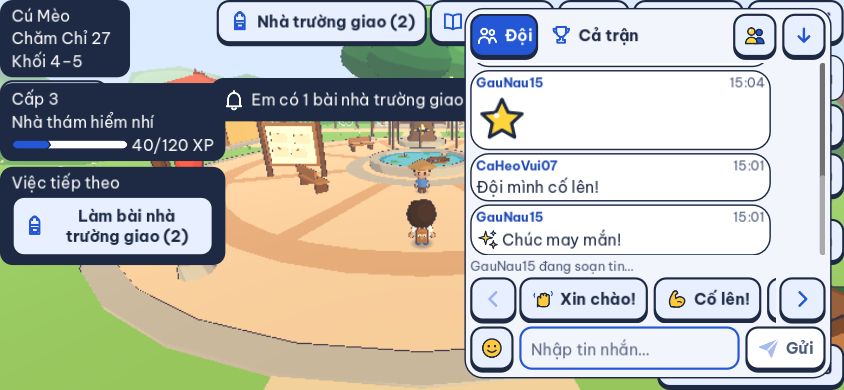 Cú Mèo
Chăm Chỉ 27
Khối 4-5
Nhà trường giao (2)
Cấp 3
Nhà thám hiểm nhí
40/120 XP
Em có 1 bài nhà trường giao
Việc tiếp theo
Làm bài nhà
trường giao (2)
Đội
Cả trận
GauNau15 15:04
CaHeoVui07 15:01
Đội mình cố lên!
GauNau15 15:01
Chúc may mắn!
GauNau15 đang soạn tin...
Xin chào!
Cố lên!
Nhập tin nhắn...
Gửi